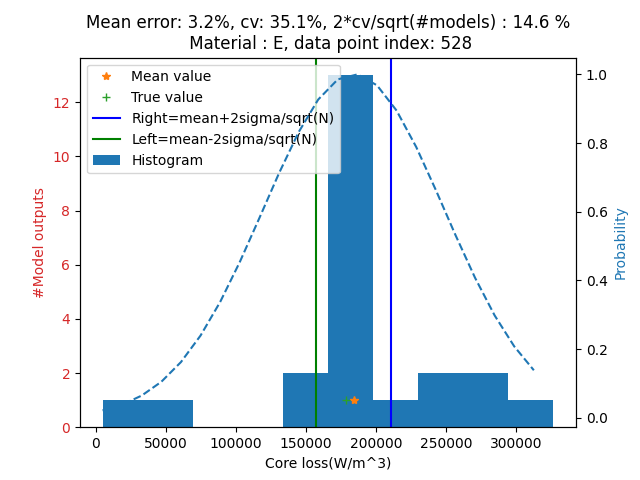 Mean error: 3.2%, cv: 35.1%, 2*cv/sqrt(#models) : 14.6 %
Material : E, data point index: 528
Mean value
True value
Right=mean+2sigma/sqrt(N)
Left=mean-2sigma/sqrt(N)
Histogram
#Model outputs
12
10
8
6
4
2
0
1.0
0.8
0.6
0.4
0.2
0.0
Probability
0
50000
100000
150000
200000
250000
300000
Core loss(W/m^3)